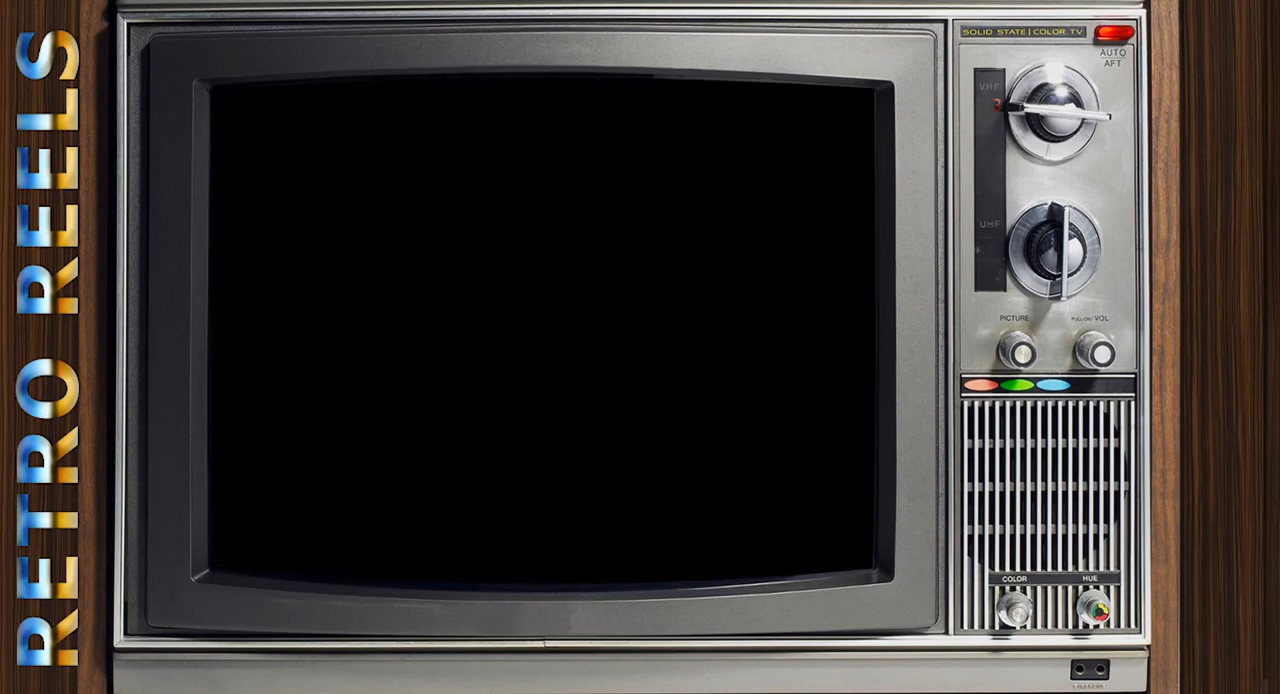 RETRO REELS
SOLID STATE | COLOR TV
AUTO
AFT
VHF
UHF
PICTURE
PULL-ON/VOL
COLOR
HUE